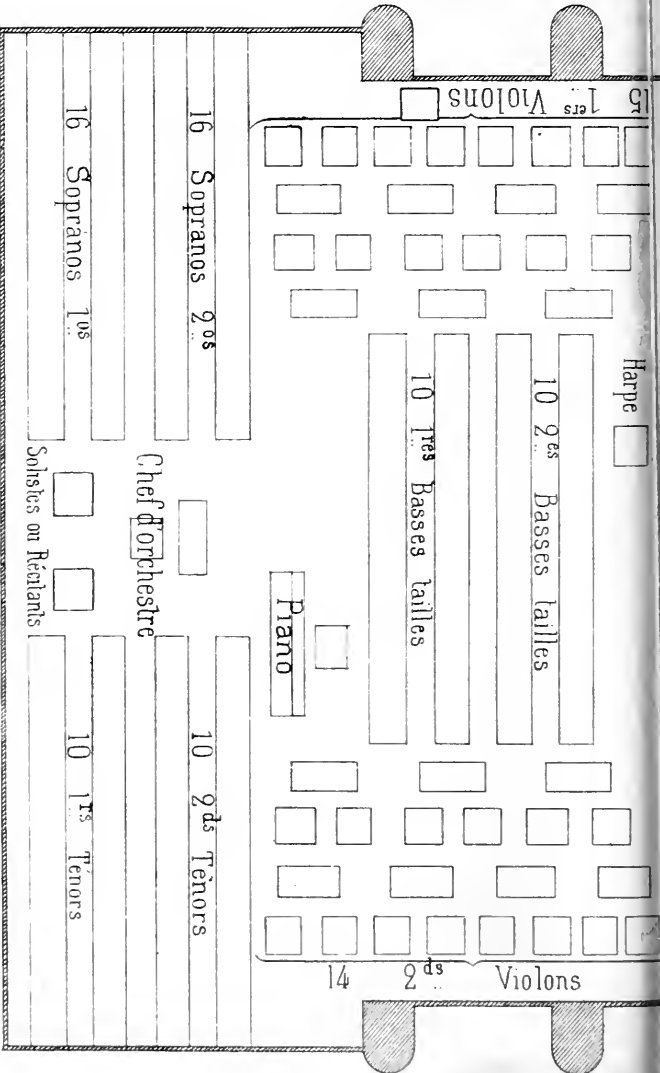 15 1ers Violons
16 Sopranos 1os
16 Sopranos 2os
Harpe
10 1res Basses tailles
10 2es Basses tailles
Solistes ou Récitants
Chef d'orchestre
Piano
10 1rs Ténors
10 2ds Ténors
14 2ds Violons